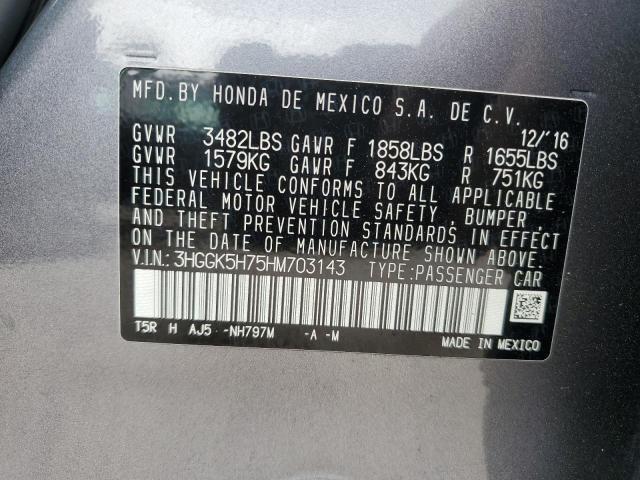 MFD. BY HONDA DE MEXICO S.A. DE C.V.
12/'16
GVWR 3482LBS GAWR F 1858LBS R 1655LBS
GVWR 1579KG GAWR F 843KG R 751KG
THIS VEHICLE CONFORMS TO ALL APPLICABLE
FEDERAL MOTOR VEHICLE SAFETY, BUMPER,
AND THEFT PREVENTION STANDARDS IN EFFECT
ON THE DATE OF MANUFACTURE SHOWN ABOVE.
V.I.N.:3HGGK5H75HM703143 TYPE:PASSENGER CAR
T5R H AJ5 -NH797M -A -M
MADE IN MEXICO